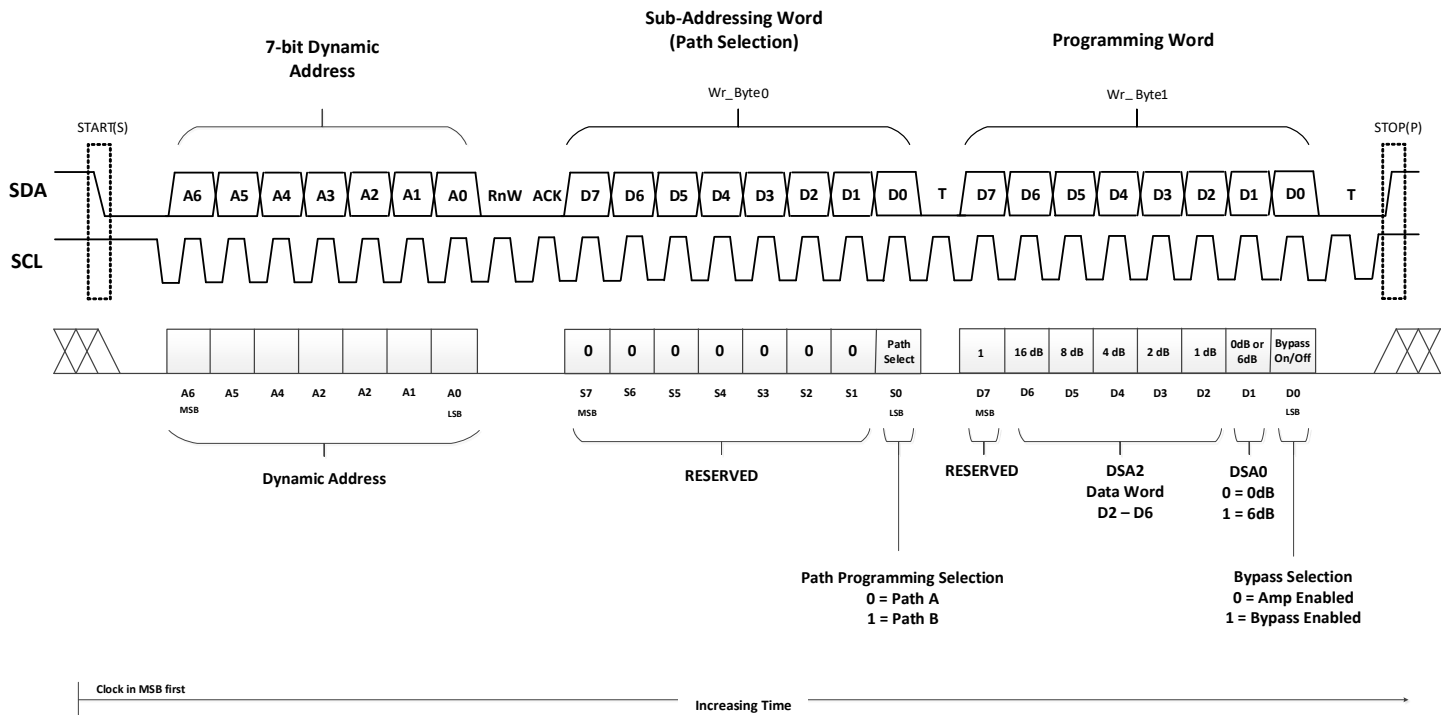 Sub-Addressing Word
(Path Selection)
7-bit Dynamic
Address
Programming Word
Wr_Byte0
Wr_Byte1
START(S)
STOP(P)
SDA
A6 A5 A4 A3 A2 A1 A0 RnW ACK D7 D6 D5 D4 D3 D2 D1 D0 T D7 D6 D5 D4 D3 D2 D1 D0 T
SCL
0 0 0 0 0 0 0 Path Select 1 16 dB 8 dB 4 dB 2 dB 1 dB 0dB or 6dB Bypass On/Off
A6 A5 A4 A2 A2 A1 A0 S7 S6 S5 S4 S3 S2 S1 S0 D7 D6 D5 D4 D3 D2 D1 D0
MSB LSB MSB LSB MSB LSB
Dynamic Address
RESERVED
RESERVED
DSA2
Data Word
D2 – D6
DSA0
0 = 0dB
1 = 6dB
Path Programming Selection
0 = Path A
1 = Path B
Bypass Selection
0 = Amp Enabled
1 = Bypass Enabled
Clock in MSB first
Increasing Time